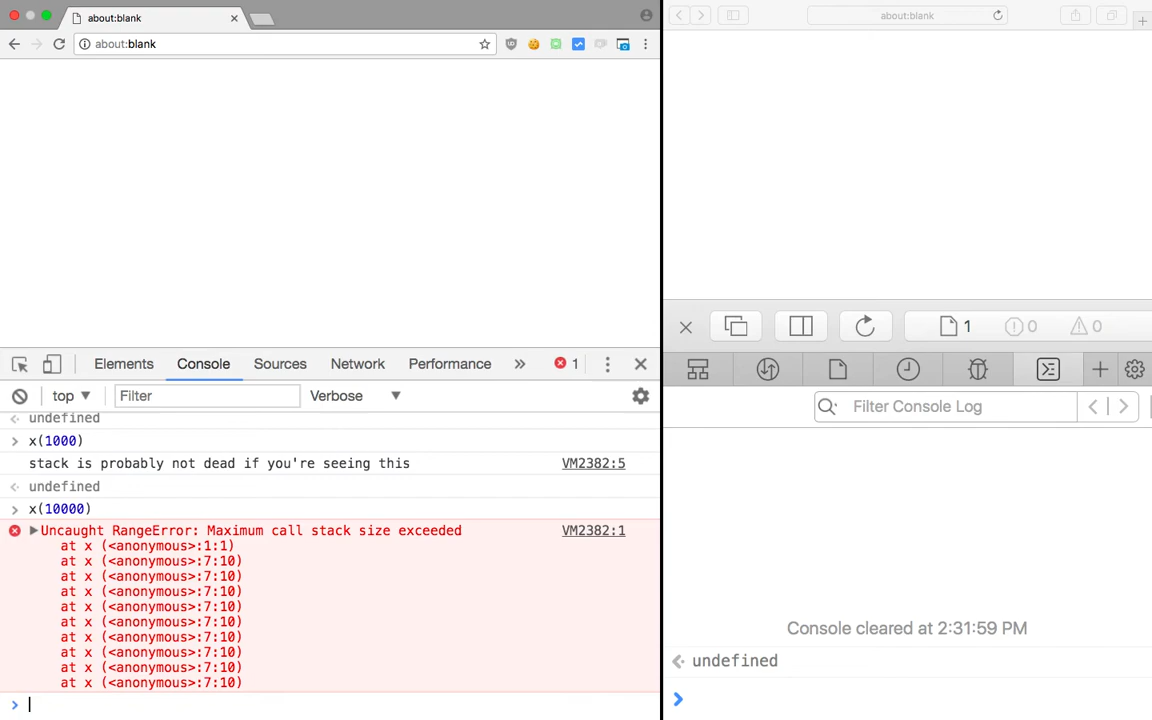 about:blank
about:blank
Elements Console Sources Network Performance » 1
top Filter Verbose
undefined
x(1000)
stack is probably not dead if you're seeing this VM2382:5
undefined
x(10000)
Uncaught RangeError: Maximum call stack size exceeded VM2382:1
at x (<anonymous>:1:1)
at x (<anonymous>:7:10)
at x (<anonymous>:7:10)
at x (<anonymous>:7:10)
at x (<anonymous>:7:10)
at x (<anonymous>:7:10)
at x (<anonymous>:7:10)
at x (<anonymous>:7:10)
at x (<anonymous>:7:10)
at x (<anonymous>:7:10)
about:blank
1 0 0
Filter Console Log
Console cleared at 2:31:59 PM
undefined